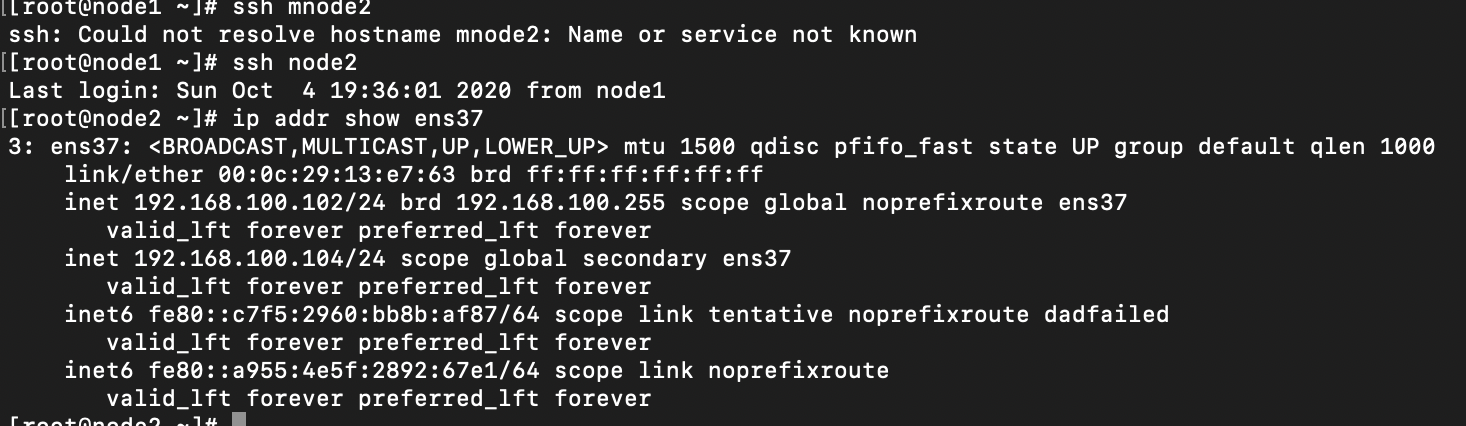 [[root@node1 ~]# ssh mnode2
ssh: Could not resolve hostname mnode2: Name or service not known
[[root@node1 ~]# ssh node2
Last login: Sun Oct  4 19:36:01 2020 from node1
[[root@node2 ~]# ip addr show ens37
3: ens37: <BROADCAST,MULTICAST,UP,LOWER_UP> mtu 1500 qdisc pfifo_fast state UP group default qlen 1000
    link/ether 00:0c:29:13:e7:63 brd ff:ff:ff:ff:ff:ff
    inet 192.168.100.102/24 brd 192.168.100.255 scope global noprefixroute ens37
       valid_lft forever preferred_lft forever
    inet 192.168.100.104/24 scope global secondary ens37
       valid_lft forever preferred_lft forever
    inet6 fe80::c7f5:2960:bb8b:af87/64 scope link tentative noprefixroute dadfailed
       valid_lft forever preferred_lft forever
    inet6 fe80::a955:4e5f:2892:67e1/64 scope link noprefixroute
       valid_lft forever preferred_lft forever
[root@node2 ~]#